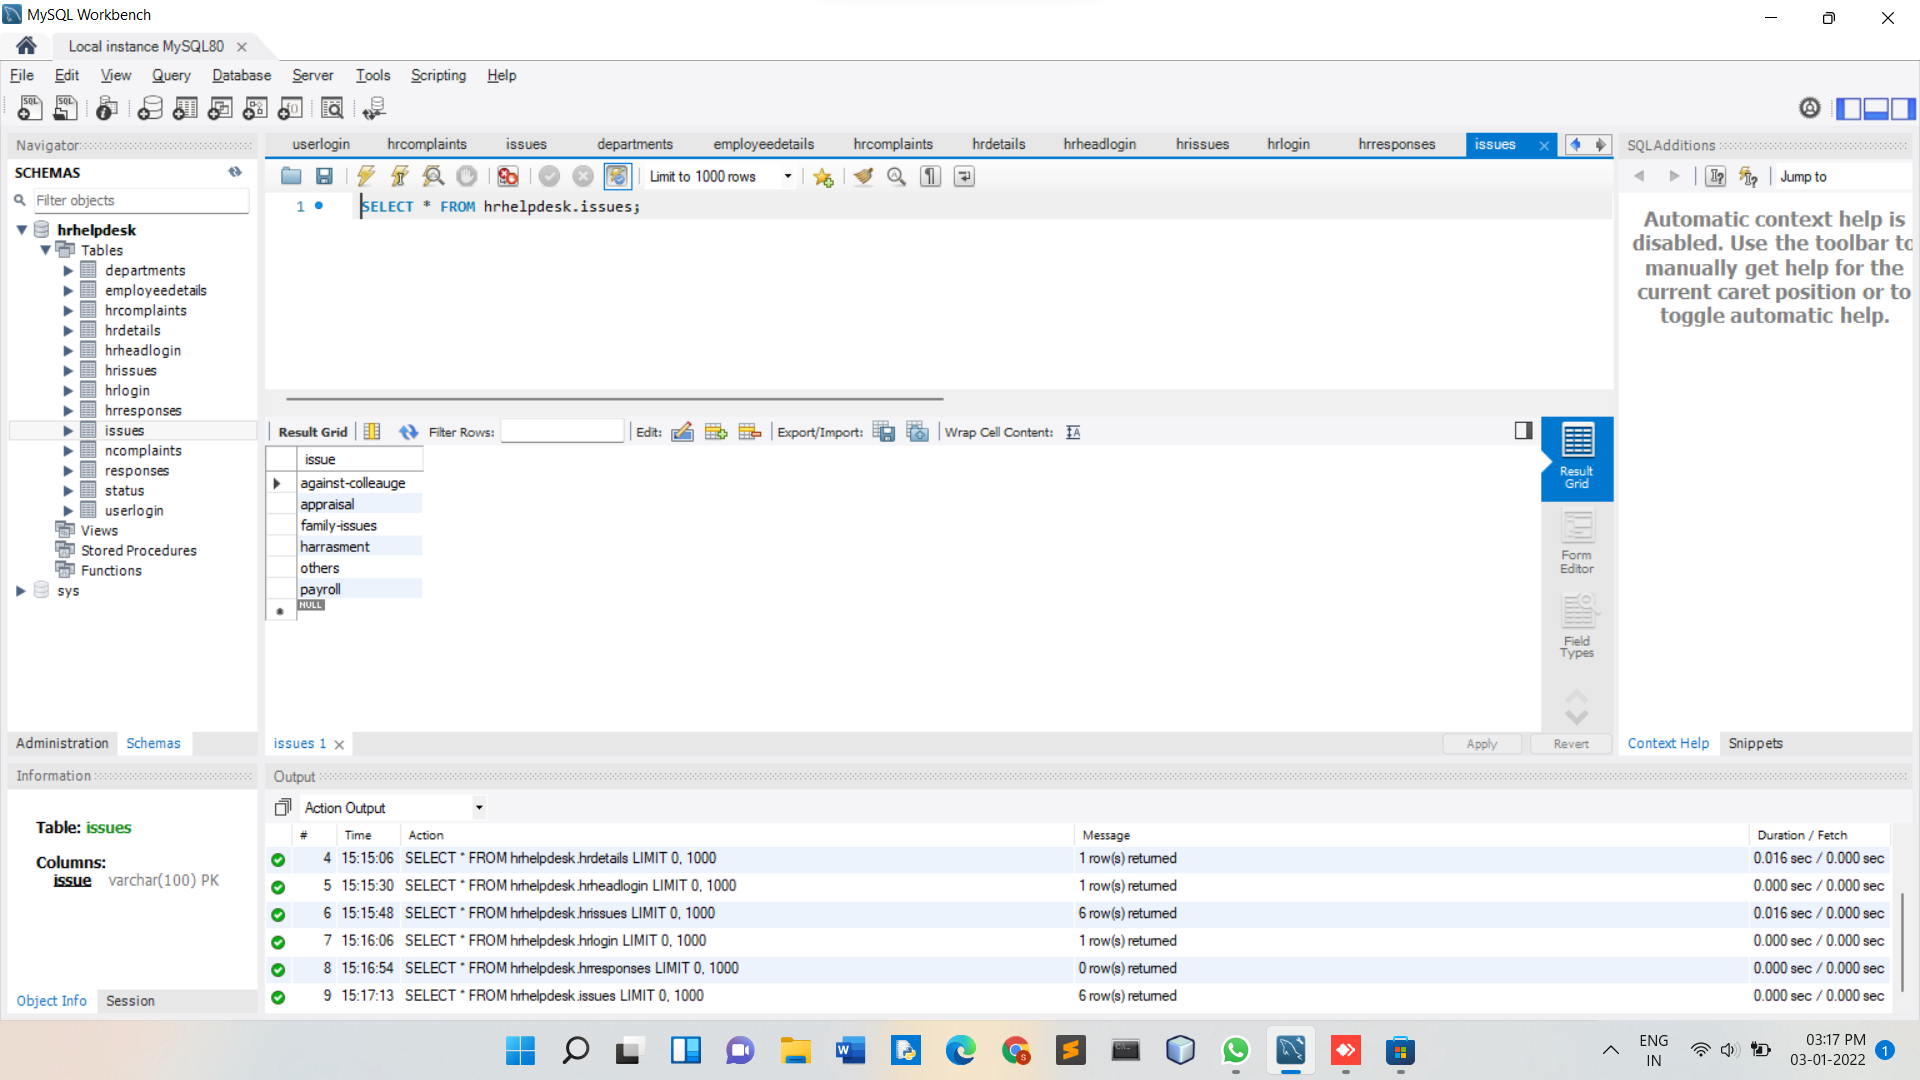 MySQL Workbench
Local instance MySQL80
File Edit View Query Database Server Tools Scripting Help
Navigator
SCHEMAS
Filter objects
hrhelpdesk
Tables
departments
employeedetails
hrcomplaints
hrdetails
hrheadlogin
hrissues
hrlogin
hrresponses
issues
ncomplaints
responses
status
userlogin
Views
Stored Procedures
Functions
sys
Administration Schemas
Information
Table: issues
Columns:
issue varchar(100) PK
Object Info Session
userlogin hrcomplaints issues departments employeedetails hrcomplaints hrdetails hrheadlogin hrissues hrlogin hrresponses issues
Limit to 1000 rows
1 SELECT * FROM hrhelpdesk.issues;
Result Grid Filter Rows: Edit: Export/Import: Wrap Cell Content:
issue
against-colleauge
appraisal
family-issues
harrasment
others
payroll
NULL
Result
Grid
Form
Editor
Field
Types
issues 1 Apply Revert
SQLAdditions
Jump to
Automatic context help is
disabled. Use the toolbar to
manually get help for the
current caret position or to
toggle automatic help.
Context Help Snippets
Output
Action Output
# Time Action Message Duration / Fetch
4 15:15:06 SELECT * FROM hrhelpdesk.hrdetails LIMIT 0, 1000 1 row(s) returned 0.016 sec / 0.000 sec
5 15:15:30 SELECT * FROM hrhelpdesk.hrheadlogin LIMIT 0, 1000 1 row(s) returned 0.000 sec / 0.000 sec
6 15:15:48 SELECT * FROM hrhelpdesk.hrissues LIMIT 0, 1000 6 row(s) returned 0.016 sec / 0.000 sec
7 15:16:06 SELECT * FROM hrhelpdesk.hrlogin LIMIT 0, 1000 1 row(s) returned 0.000 sec / 0.000 sec
8 15:16:54 SELECT * FROM hrhelpdesk.hrresponses LIMIT 0, 1000 0 row(s) returned 0.000 sec / 0.000 sec
9 15:17:13 SELECT * FROM hrhelpdesk.issues LIMIT 0, 1000 6 row(s) returned 0.000 sec / 0.000 sec
ENG
IN
03:17 PM
03-01-2022
1